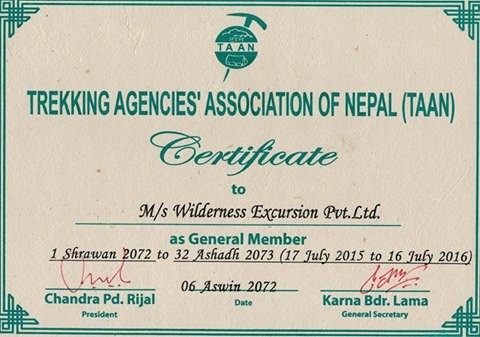 TAAN
TREKKING AGENCIES' ASSOCIATION OF NEPAL (TAAN)
Certificate
to
M/s Wilderness Excursion Pvt.Ltd.
as General Member
1 Shrawan 2072 to 32 Ashadh 2073 (17 July 2015 to 16 July 2016)
06 Aswin 2072
Chandra Pd. Rijal Date Karna Bdr. Lama
President General Secretary